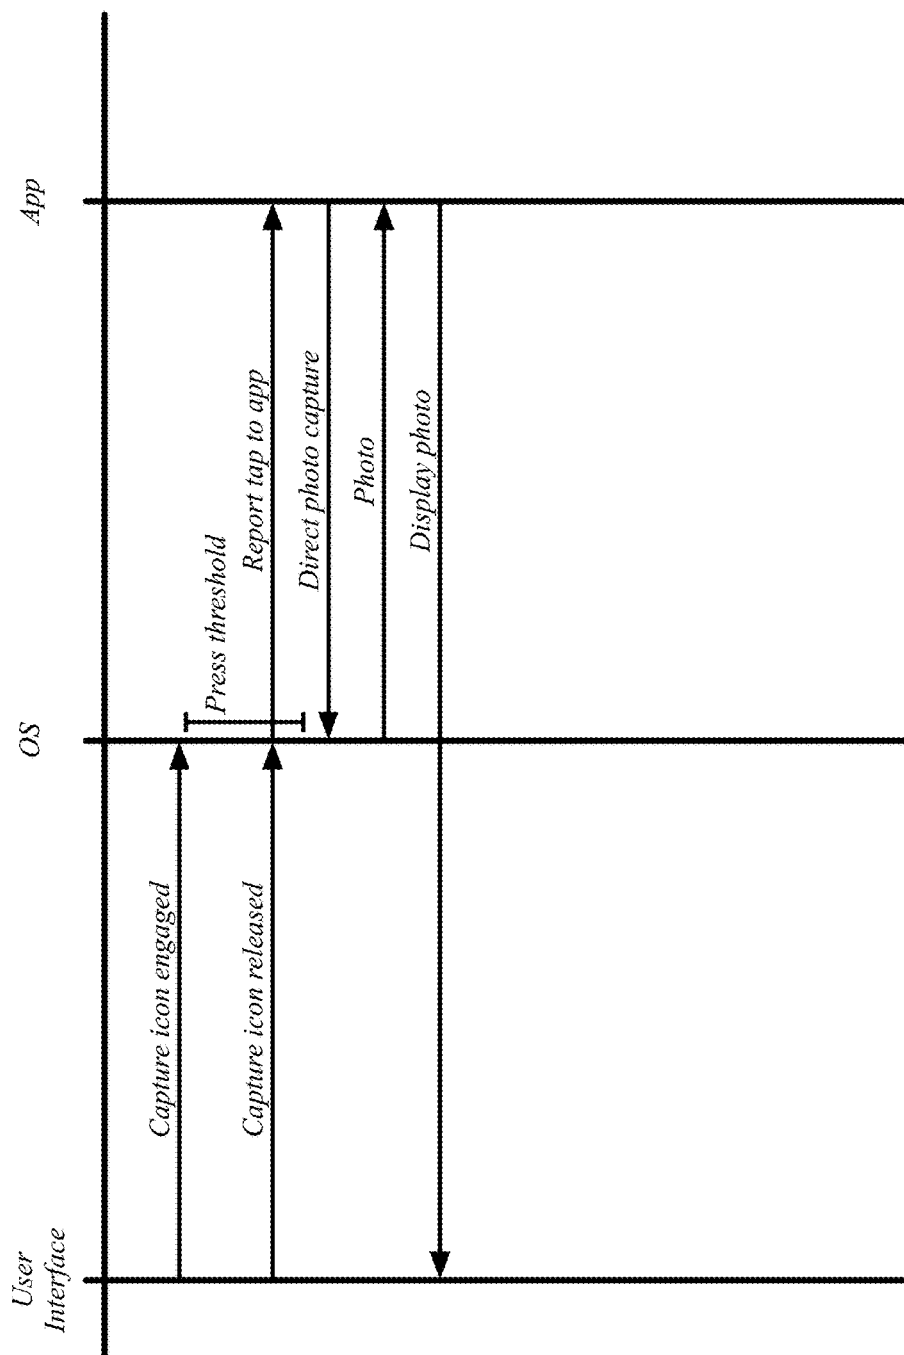 User
Interface
OS
App
Capture icon engaged
Press threshold
Capture icon released
Report tap to app
Direct photo capture
Photo
Display photo